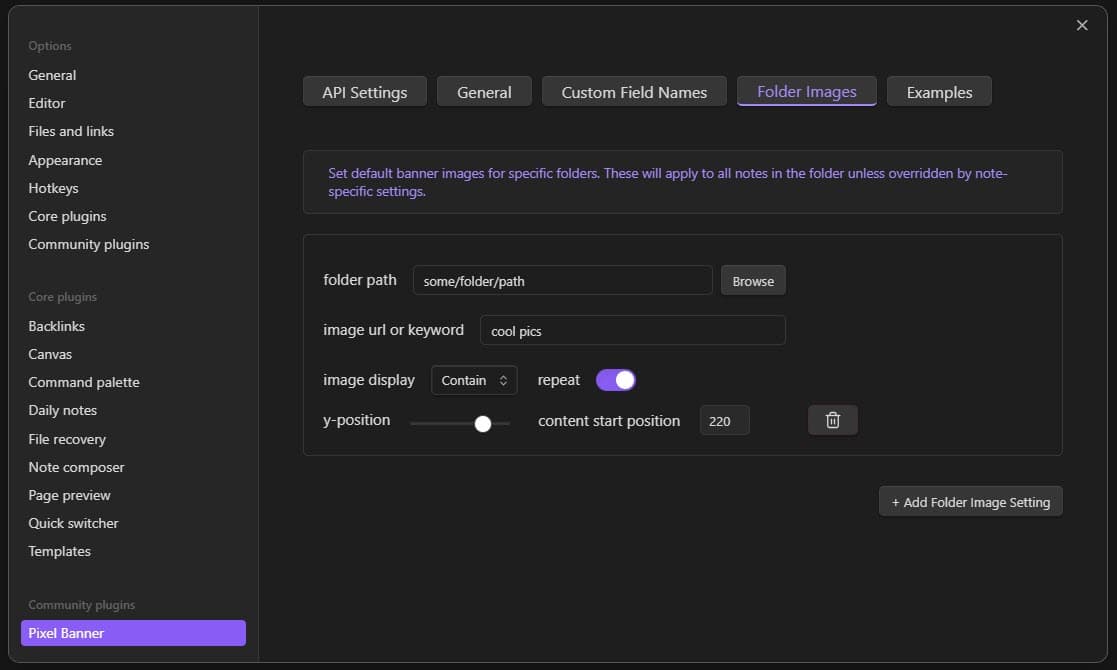 Options
General
Editor
Files and links
Appearance
Hotkeys
Core plugins
Community plugins
Core plugins
Backlinks
Canvas
Command palette
Daily notes
File recovery
Note composer
Page preview
Quick switcher
Templates
Community plugins
Pixel Banner
API Settings General Custom Field Names Folder Images Examples
Set default banner images for specific folders. These will apply to all notes in the folder unless overridden by note-
specific settings.
folder path some/folder/path Browse
image url or keyword cool pics
image display Contain repeat
y-position content start position 220
+ Add Folder Image Setting